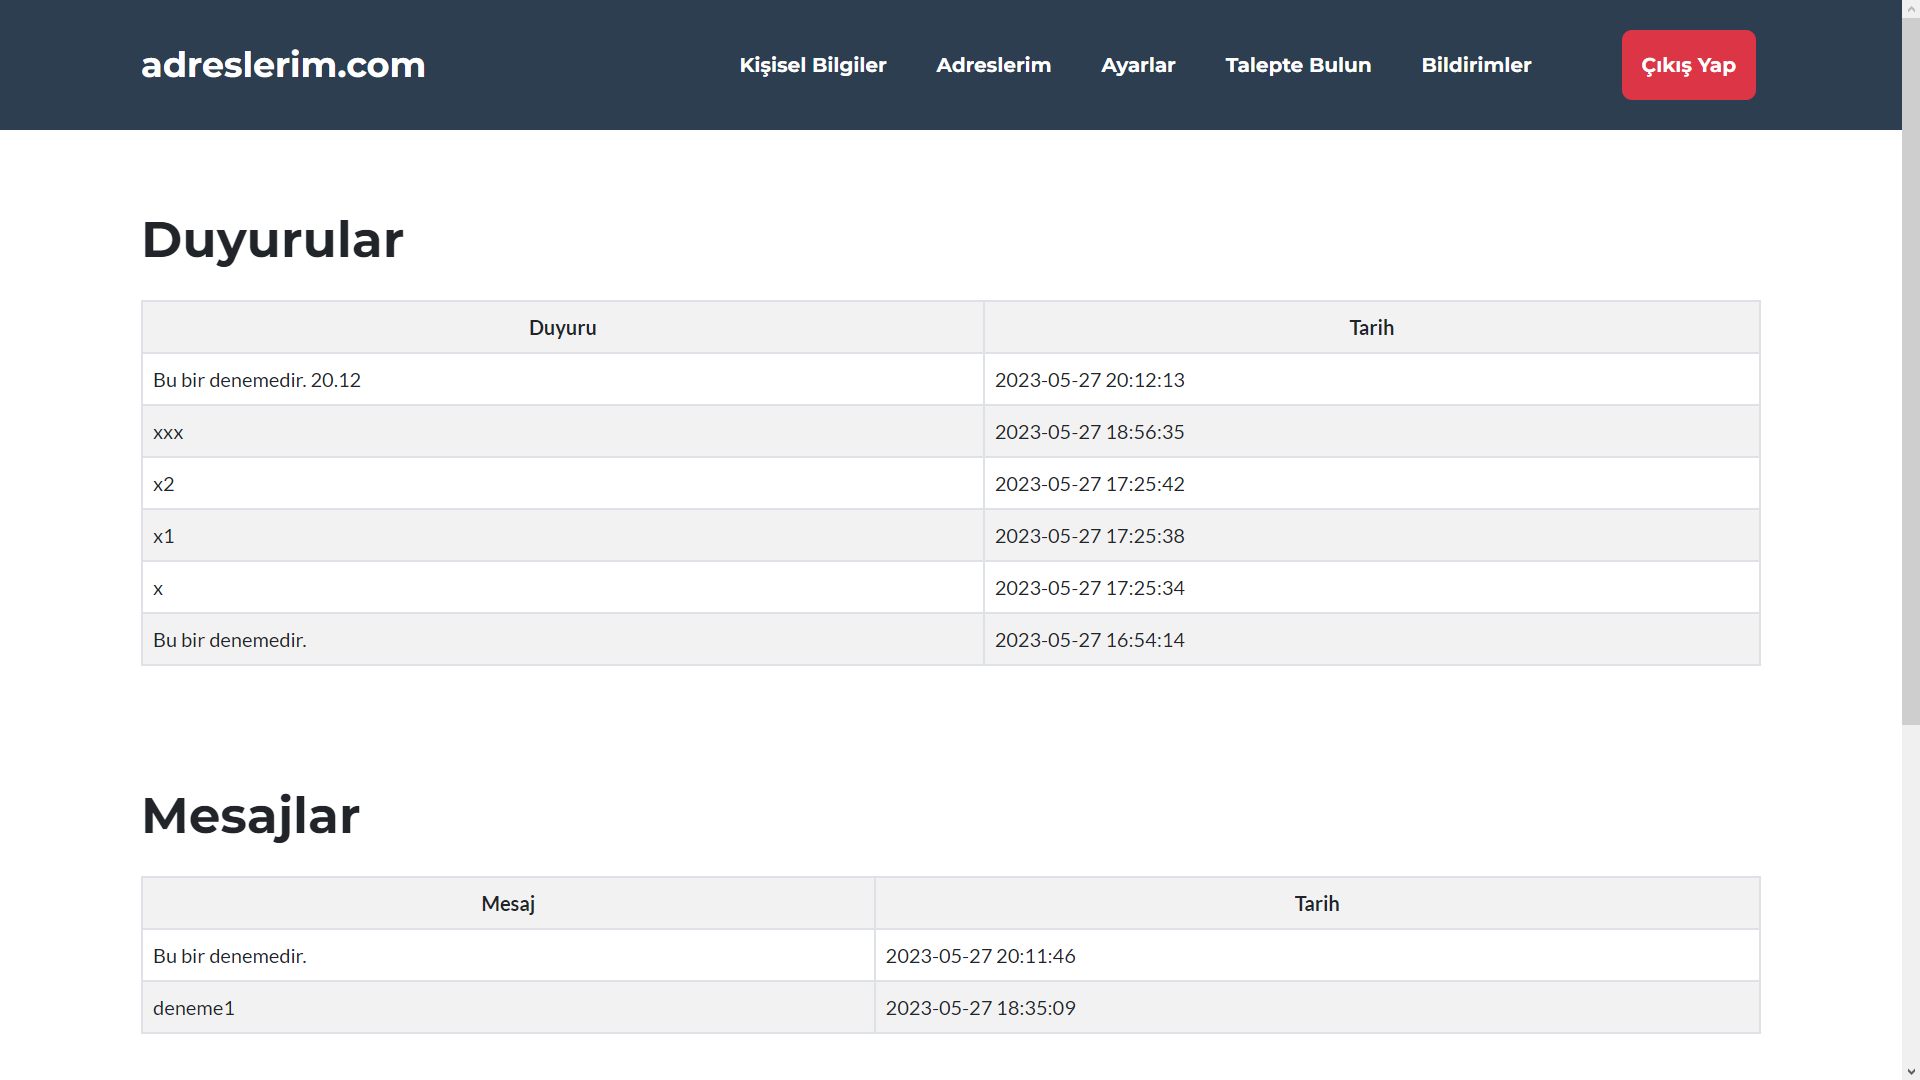 adreslerim.com Kişisel Bilgiler Adreslerim Ayarlar Talepte Bulun Bildirimler Çıkış Yap
Duyurular
Duyuru Tarih
Bu bir denemedir. 20.12 2023-05-27 20:12:13
xxx 2023-05-27 18:56:35
x2 2023-05-27 17:25:42
x1 2023-05-27 17:25:38
x 2023-05-27 17:25:34
Bu bir denemedir. 2023-05-27 16:54:14
Mesajlar
Mesaj Tarih
Bu bir denemedir. 2023-05-27 20:11:46
deneme1 2023-05-27 18:35:09